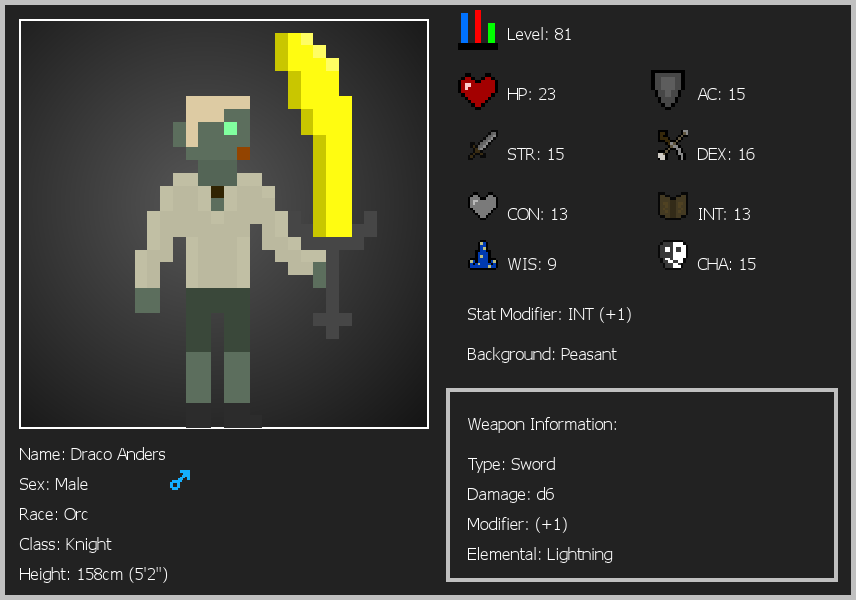 Level: 81
HP: 23
AC: 15
STR: 15
DEX: 16
CON: 13
INT: 13
WIS: 9
CHA: 15
Stat Modifier: INT (+1)
Background: Peasant
Weapon Information:
Type: Sword
Damage: d6
Modifier: (+1)
Elemental: Lightning
Name: Draco Anders
Sex: Male
Race: Orc
Class: Knight
Height: 158cm (5'2")